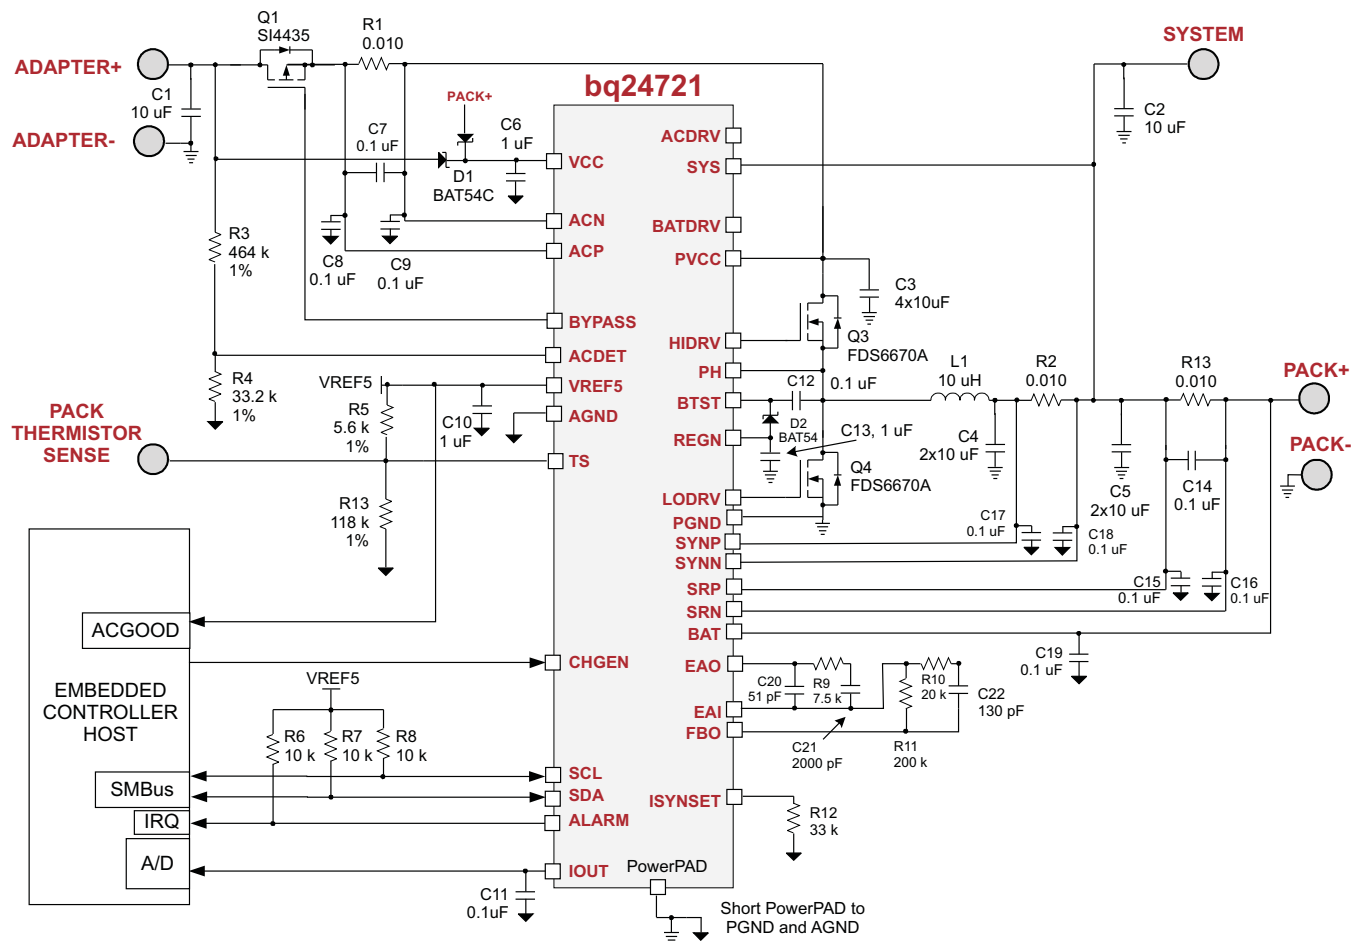 Q1
SI4435
R1
0.010
ADAPTER+
C1
10 uF
ADAPTER-
bq24721
SYSTEM
C2
10 uF
PACK+
C7
0.1 uF
C6
1 uF
D1
BAT54C
VCC
ACN
ACP
BYPASS
ACDET
VREF5
AGND
TS
CHGEN
SCL
SDA
ALARM
IOUT
ACDRV
SYS
BATDRV
PVCC
HIDRV
PH
BTST
REGN
LODRV
PGND
SYNP
SYNN
SRP
SRN
BAT
EAO
EAI
FBO
ISYNSET
PowerPAD
R3
464 k
1%
C8
0.1 uF
C9
0.1 uF
R4
33.2 k
1%
VREF5
R5
5.6 k
1%
C10
1 uF
PACK
THERMISTOR
SENSE
R13
118 k
1%
C3
4x10uF
Q3
FDS6670A
C12
0.1 uF
L1
10 uH
R2
0.010
R13
0.010
PACK+
PACK-
D2
BAT54
C13, 1 uF
C4
2x10 uF
Q4
FDS6670A
C5
2x10 uF
C14
0.1 uF
C17
0.1 uF
C18
0.1 uF
C15
0.1 uF
C16
0.1 uF
C19
0.1 uF
C20
51 pF
R9
7.5 k
R10
20 k
C22
130 pF
C21
2000 pF
R11
200 k
R12
33 k
ACGOOD
EMBEDDED
CONTROLLER
HOST
VREF5
R6
10 k
R7
10 k
R8
10 k
SMBus
IRQ
A/D
C11
0.1uF
Short PowerPAD to
PGND and AGND